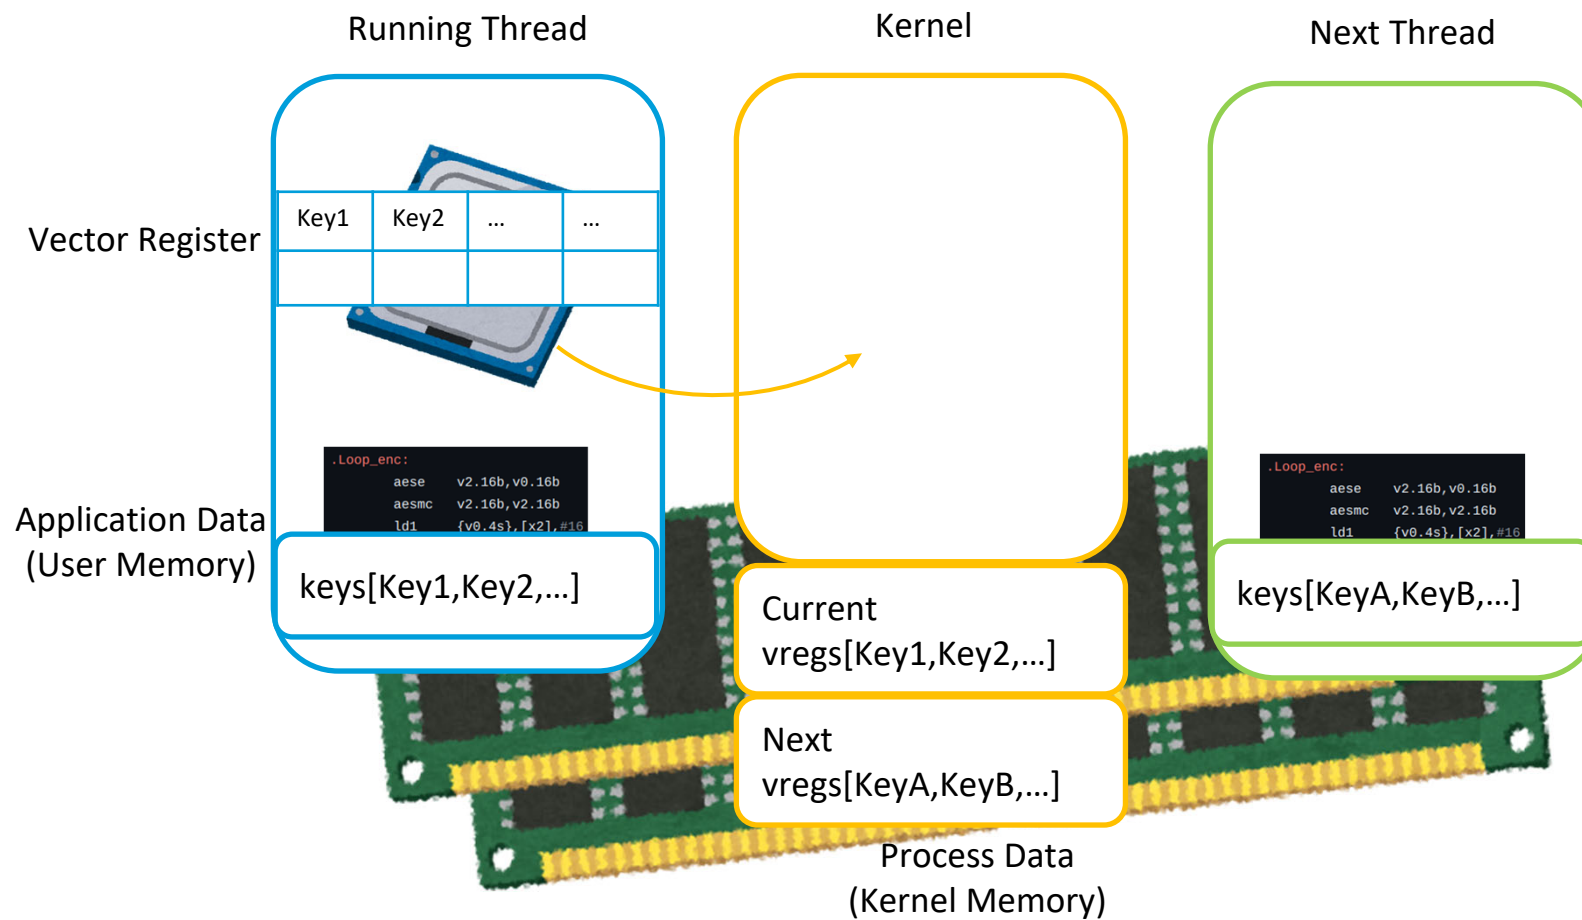 Running Thread
Kernel
Next Thread
Vector Register
Key1 Key2 ... ...
.Loop_enc:
aese v2.16b,v0.16b
aesmc v2.16b,v2.16b
ld1 {v0.4s},[x2],#16
Application Data
(User Memory)
keys[Key1,Key2,...]
Current
vregs[Key1,Key2,...]
Next
vregs[KeyA,KeyB,...]
Process Data
(Kernel Memory)
.Loop_enc:
aese v2.16b,v0.16b
aesmc v2.16b,v2.16b
ld1 {v0.4s},[x2],#16
keys[KeyA,KeyB,...]